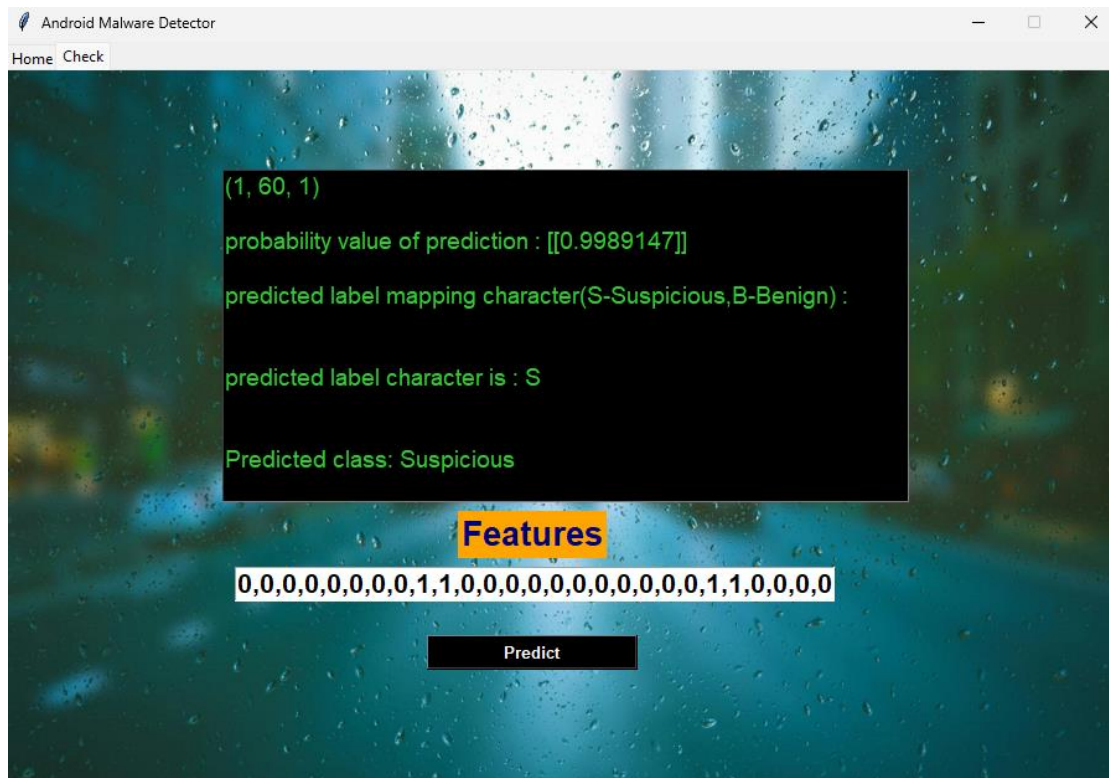 Android Malware Detector
Home Check
(1, 60, 1)
probability value of prediction : [[0.9989147]]
predicted label mapping character(S-Suspicious,B-Benign) :
predicted label character is : S
Predicted class: Suspicious
Features
0,0,0,0,0,0,0,0,1,1,0,0,0,0,0,0,0,0,0,0,0,1,1,0,0,0,0
Predict